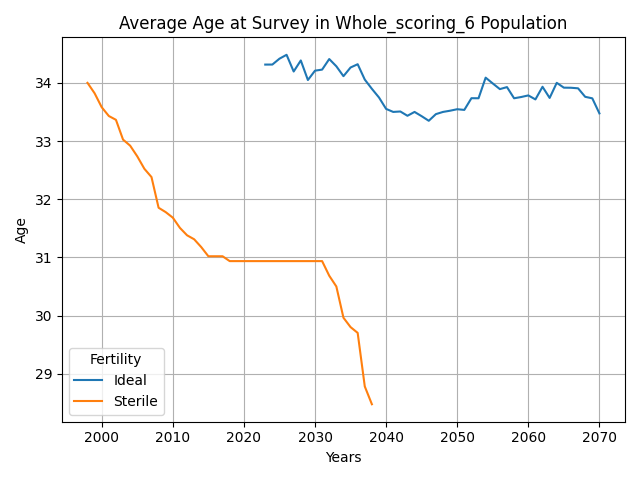 Average Age at Survey in Whole_scoring_6 Population
Age
34
33
32
31
30
29
Fertility
Ideal
Sterile
2000 2010 2020 2030 2040 2050 2060 2070
Years